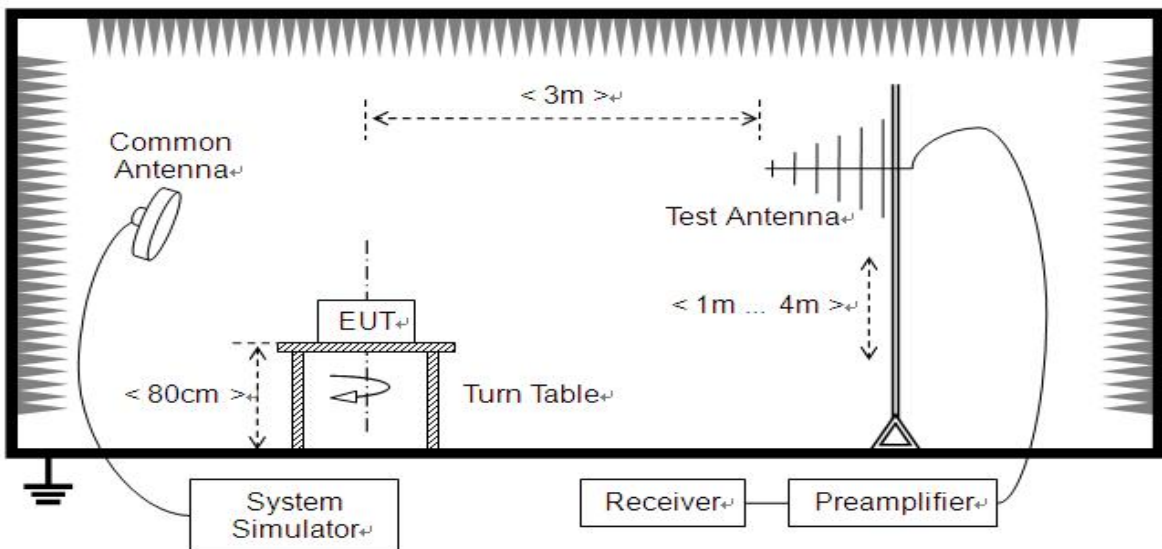 < 3m >
Common
Antenna
Test Antenna
< 1m ... 4m >
EUT
< 80cm >
Turn Table
System
Simulator
Receiver
Preamplifier